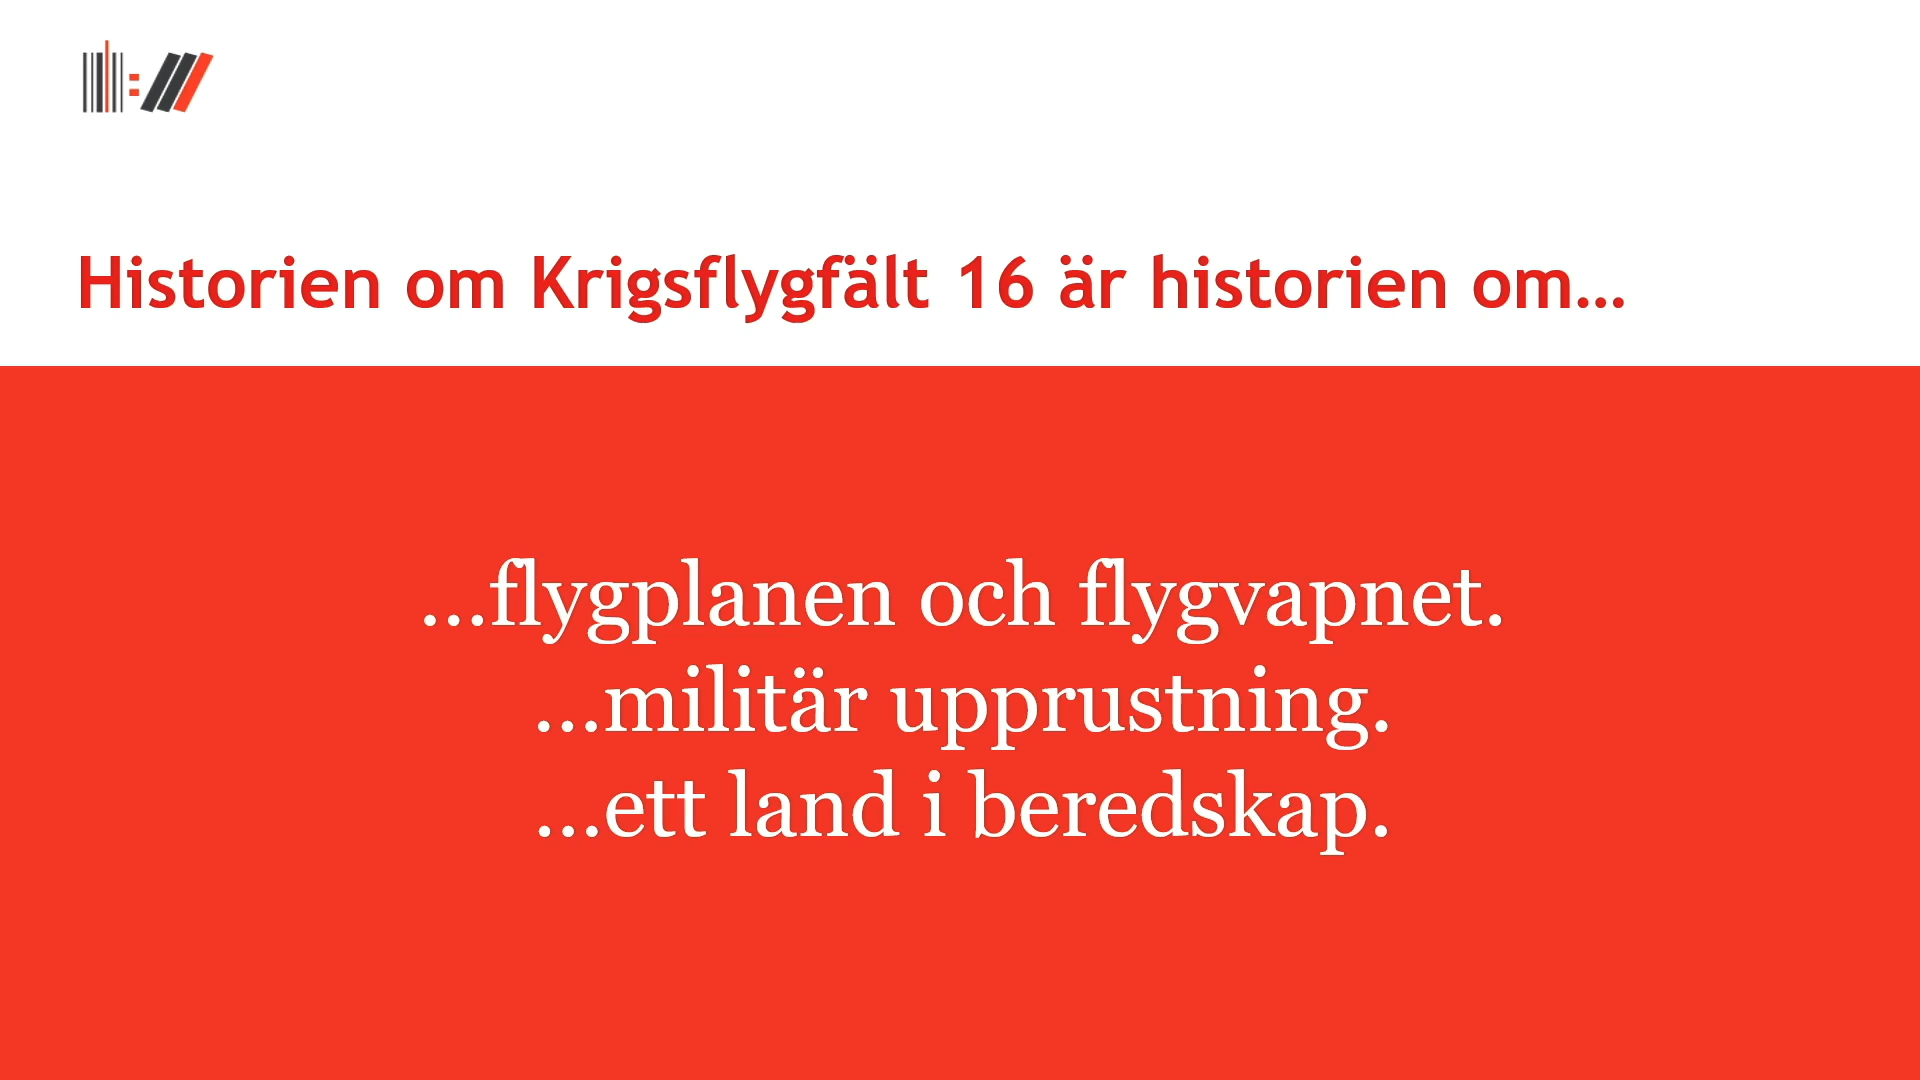 Historien om Krigsflygfält 16 är historien om…
…flygplanen och flygvapnet.
…militär upprustning.
…ett land i beredskap.